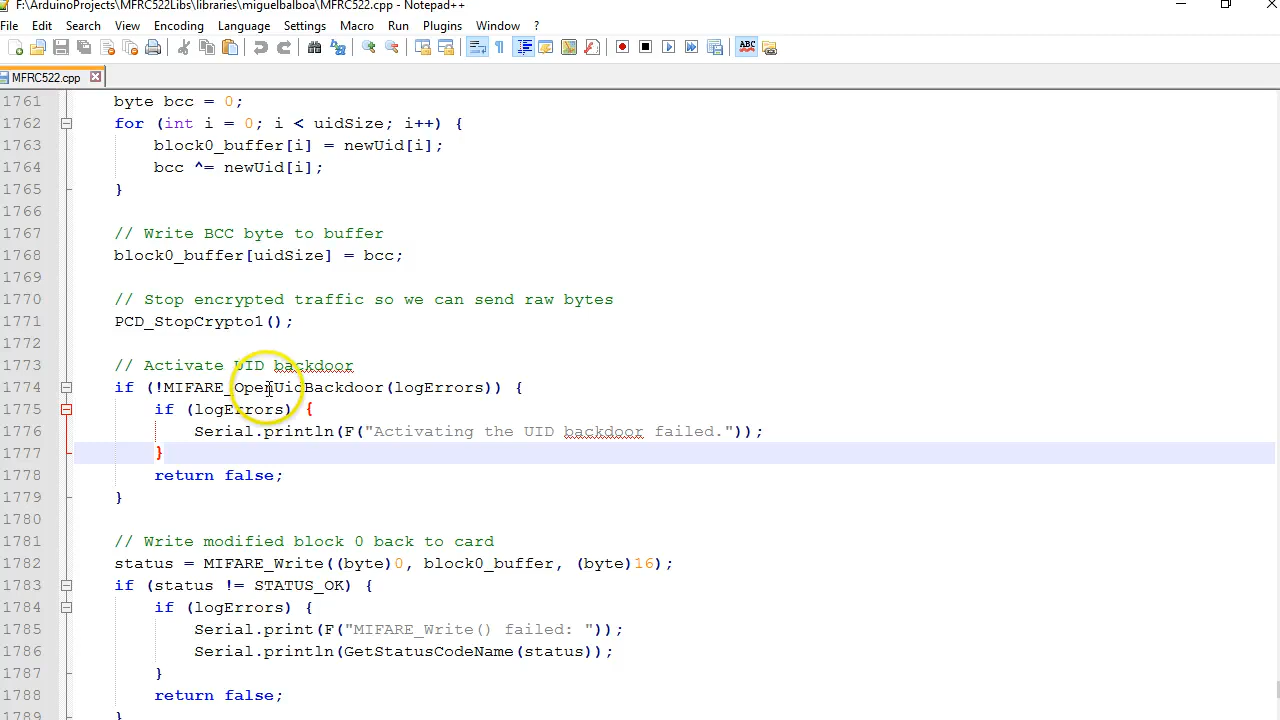 F:\ArduinoProjects\MFRC522Libs\libraries\miguelbalboa\MFRC522.cpp - Notepad++
File Edit Search View Encoding Language Settings Macro Run Plugins Window ?
ABC
MFRC522.cpp
1761 byte bcc = 0;
1762 for (int i = 0; i < uidSize; i++) {
1763 block0_buffer[i] = newUid[i];
1764 bcc ^= newUid[i];
1765 }
1766
1767 // Write BCC byte to buffer
1768 block0_buffer[uidSize] = bcc;
1769
1770 // Stop encrypted traffic so we can send raw bytes
1771 PCD_StopCrypto1();
1772
1773 // Activate UID backdoor
1774 if (!MIFARE_OpenUidBackdoor(logErrors)) {
1775 if (logErrors) {
1776 Serial.println(F("Activating the UID backdoor failed."));
1777 }
1778 return false;
1779 }
1780
1781 // Write modified block 0 back to card
1782 status = MIFARE_Write((byte)0, block0_buffer, (byte)16);
1783 if (status != STATUS_OK) {
1784 if (logErrors) {
1785 Serial.print(F("MIFARE_Write() failed: "));
1786 Serial.println(GetStatusCodeName(status));
1787 }
1788 return false;
1789 }